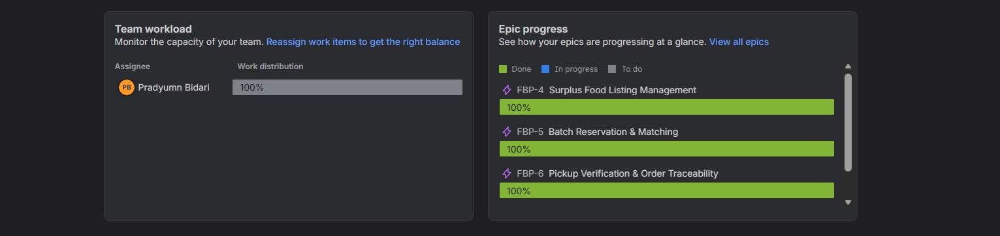 Team workload
Monitor the capacity of your team. Reassign work items to get the right balance
Assignee Work distribution
PB Pradyumn Bidari 100%
Epic progress
See how your epics are progressing at a glance. View all epics
Done In progress To do
FBP-4 Surplus Food Listing Management
100%
FBP-5 Batch Reservation & Matching
100%
FBP-6 Pickup Verification & Order Traceability
100%